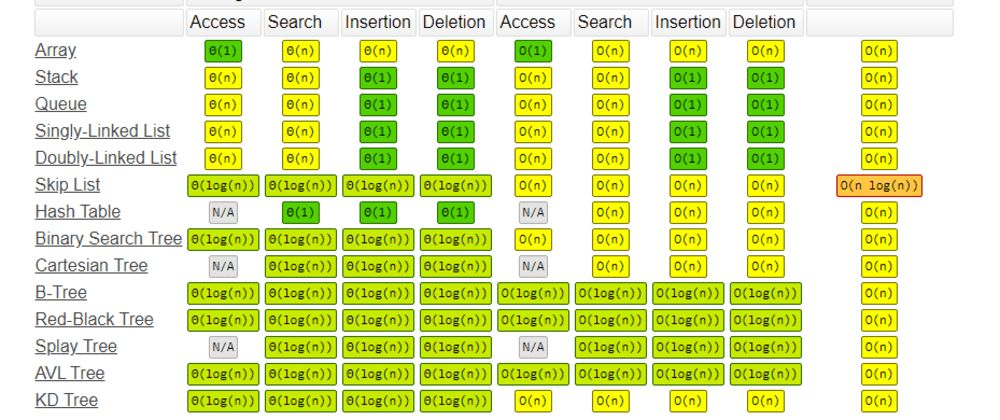 Access Search Insertion Deletion Access Search Insertion Deletion
Array Θ(1) Θ(n) Θ(n) Θ(n) O(1) O(n) O(n) O(n) O(n)
Stack Θ(n) Θ(n) Θ(1) Θ(1) O(n) O(n) O(1) O(1) O(n)
Queue Θ(n) Θ(n) Θ(1) Θ(1) O(n) O(n) O(1) O(1) O(n)
Singly-Linked List Θ(n) Θ(n) Θ(1) Θ(1) O(n) O(n) O(1) O(1) O(n)
Doubly-Linked List Θ(n) Θ(n) Θ(1) Θ(1) O(n) O(n) O(1) O(1) O(n)
Skip List Θ(log(n)) Θ(log(n)) Θ(log(n)) Θ(log(n)) O(n) O(n) O(n) O(n) O(n log(n))
Hash Table N/A Θ(1) Θ(1) Θ(1) N/A O(n) O(n) O(n) O(n)
Binary Search Tree Θ(log(n)) Θ(log(n)) Θ(log(n)) Θ(log(n)) O(n) O(n) O(n) O(n) O(n)
Cartesian Tree N/A Θ(log(n)) Θ(log(n)) Θ(log(n)) N/A O(n) O(n) O(n) O(n)
B-Tree Θ(log(n)) Θ(log(n)) Θ(log(n)) Θ(log(n)) O(log(n)) O(log(n)) O(log(n)) O(log(n)) O(n)
Red-Black Tree Θ(log(n)) Θ(log(n)) Θ(log(n)) Θ(log(n)) O(log(n)) O(log(n)) O(log(n)) O(log(n)) O(n)
Splay Tree N/A Θ(log(n)) Θ(log(n)) Θ(log(n)) N/A O(log(n)) O(log(n)) O(log(n)) O(n)
AVL Tree Θ(log(n)) Θ(log(n)) Θ(log(n)) Θ(log(n)) O(log(n)) O(log(n)) O(log(n)) O(log(n)) O(n)
KD Tree Θ(log(n)) Θ(log(n)) Θ(log(n)) Θ(log(n)) O(n) O(n) O(n) O(n) O(n)